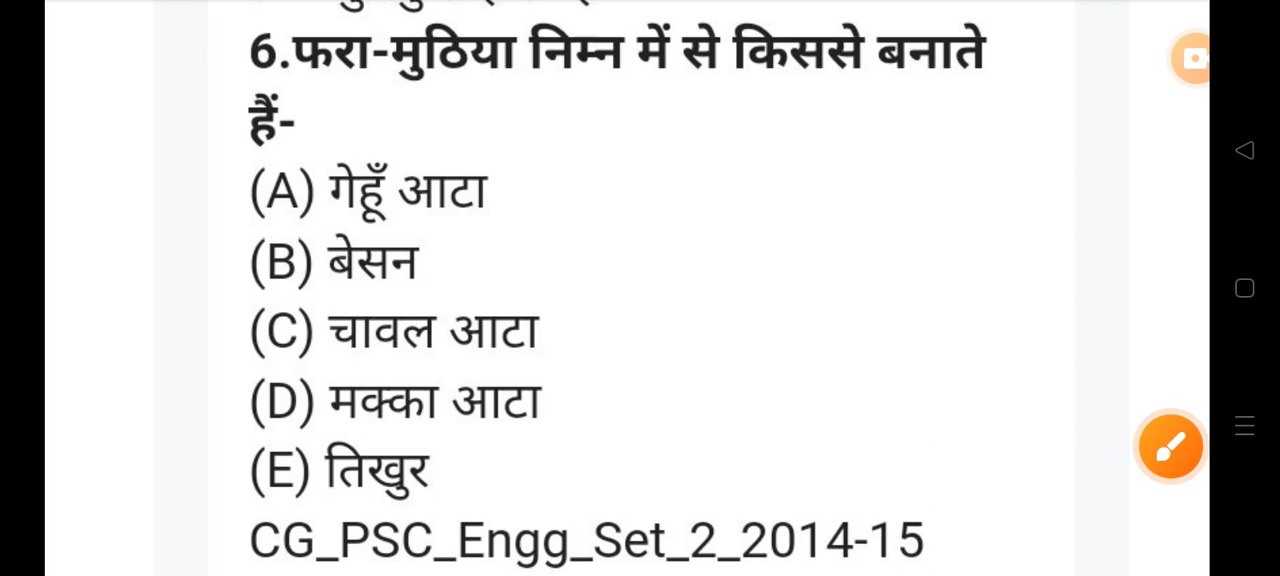 6.फरा-मुठिया निम्न में से किससे बनाते
हैं-
(A) गेहूँ आटा
(B) बेसन
(C) चावल आटा
(D) मक्का आटा
(E) तिखुर
CG_PSC_Engg_Set_2_2014-15